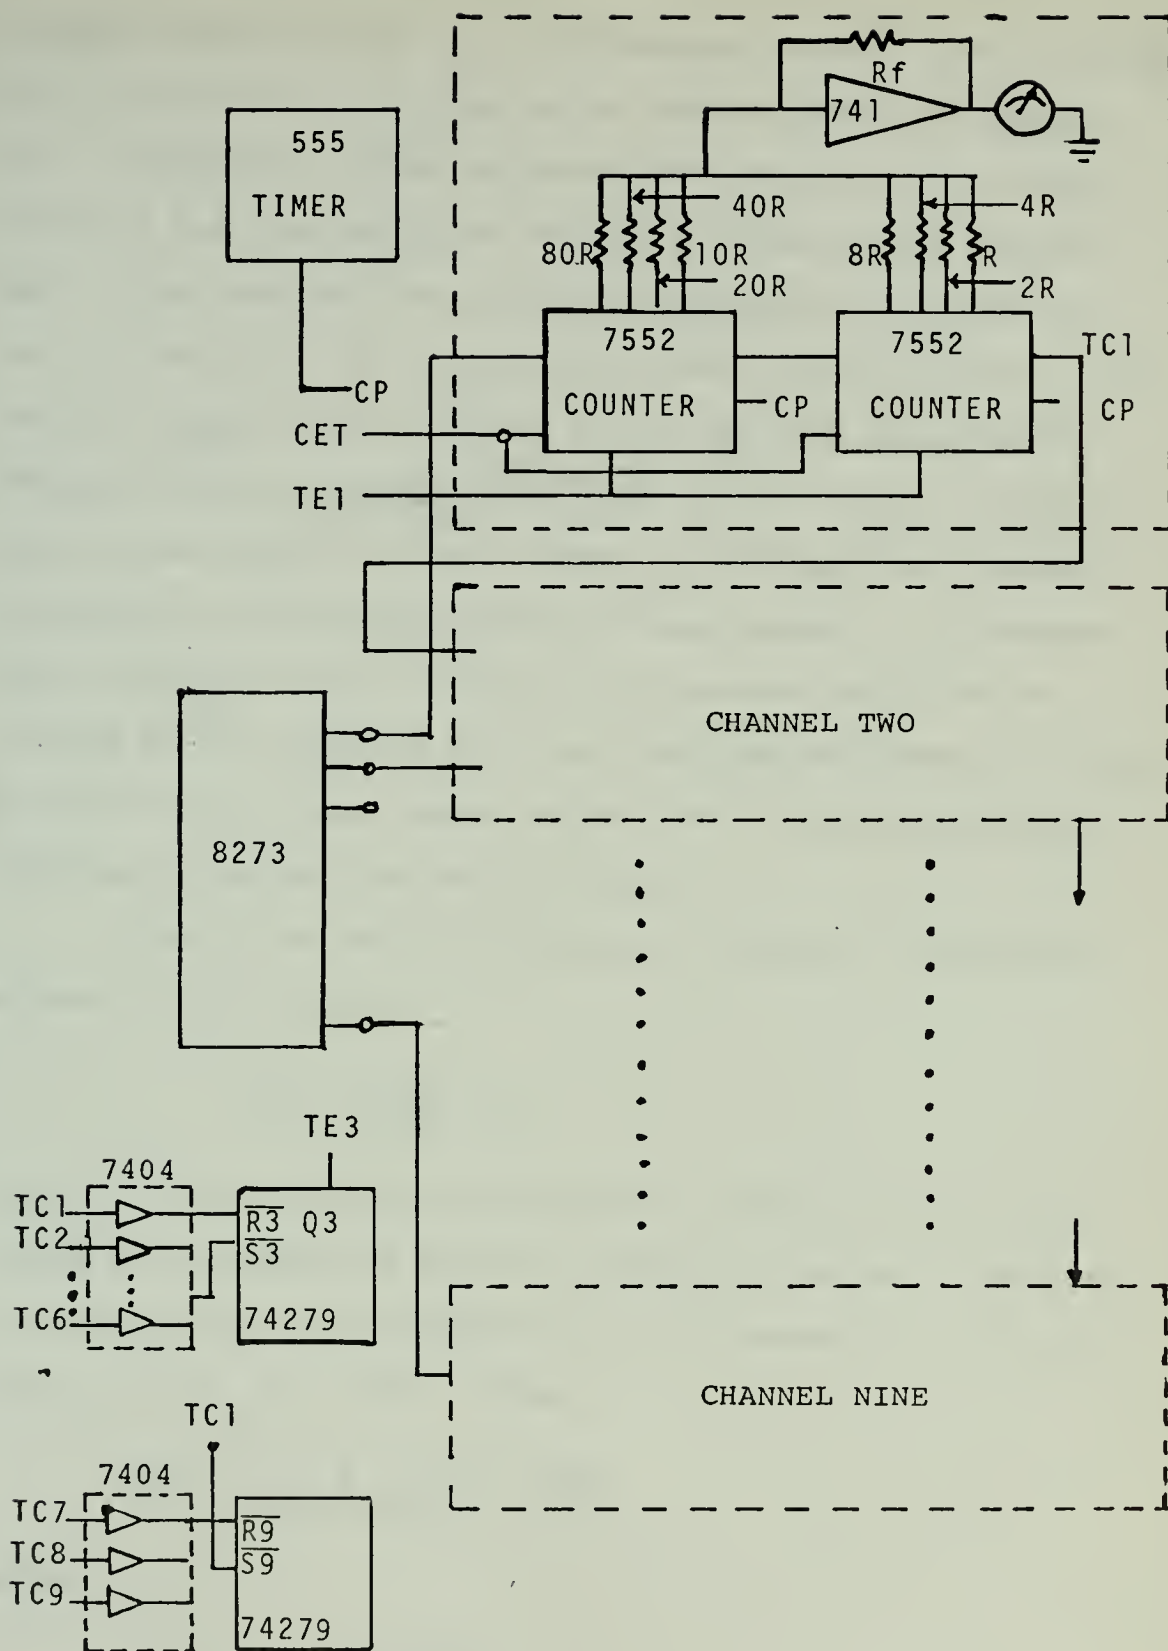 Rf
741
555
TIMER
40R
4R
80R
10R
8R
R
20R
2R
7552
COUNTER
7552
COUNTER
TC1
CP
CP
CP
CET
TE1
CHANNEL TWO
8273
TE3
7404
TC1
TC2
TC6
R3 Q3
S3
74279
CHANNEL NINE
TC1
7404
TC7
TC8
TC9
R9
S9
74279